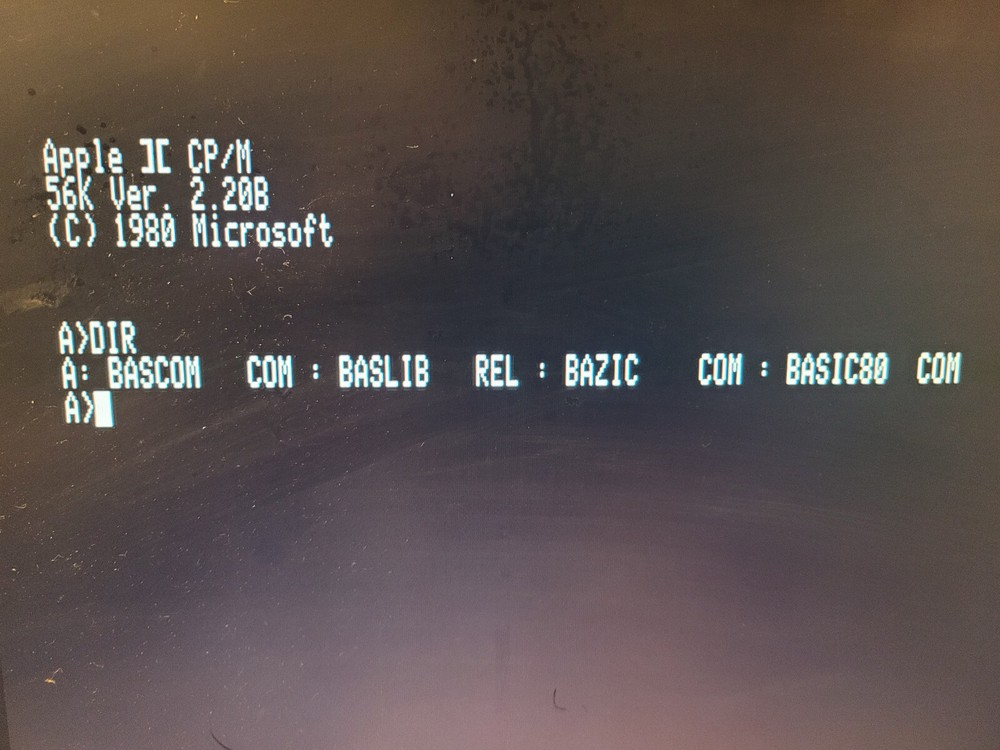 Apple ][ CP/M
56K Ver. 2.20B
(C) 1980 Microsoft
A>DIR
A: BASCOM   COM : BASLIB   REL : BAZIC    COM : BASIC80  COM
A>